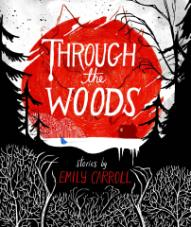 THROUGH
the
WOODS
stories by
EMILY CARROLL